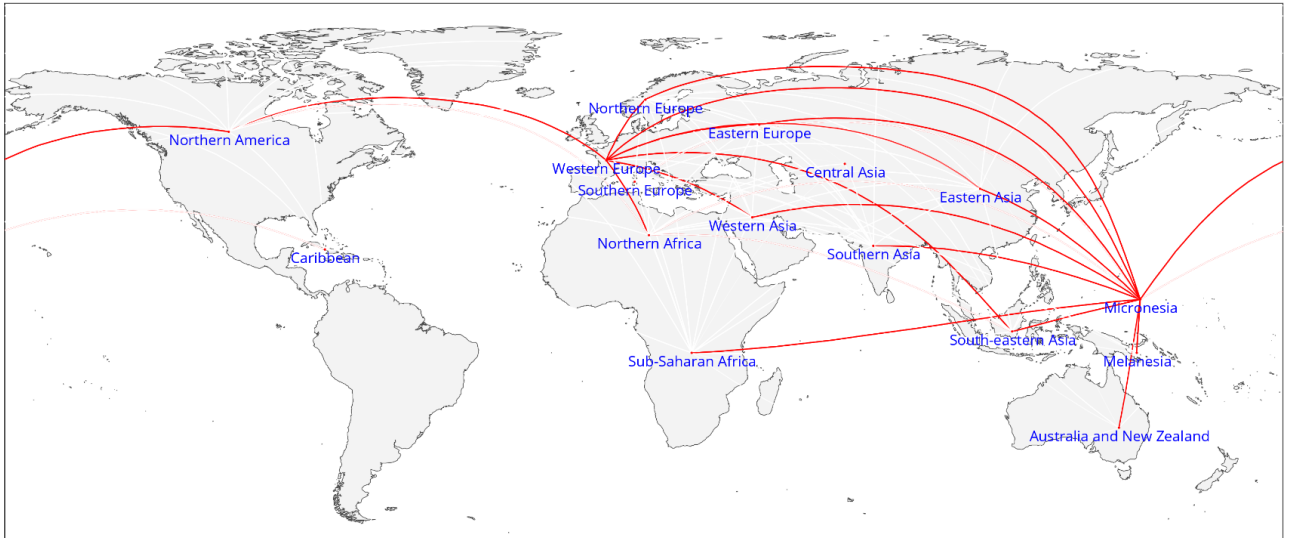 Northern Europe
Eastern Europe
Northern America
Western Europe
Central Asia
Southern Europe
Eastern Asia
Western Asia
Northern Africa
Southern Asia
Caribbean
Micronesia
South-eastern Asia
Sub-Saharan Africa
Melanesia
Australia and New Zealand